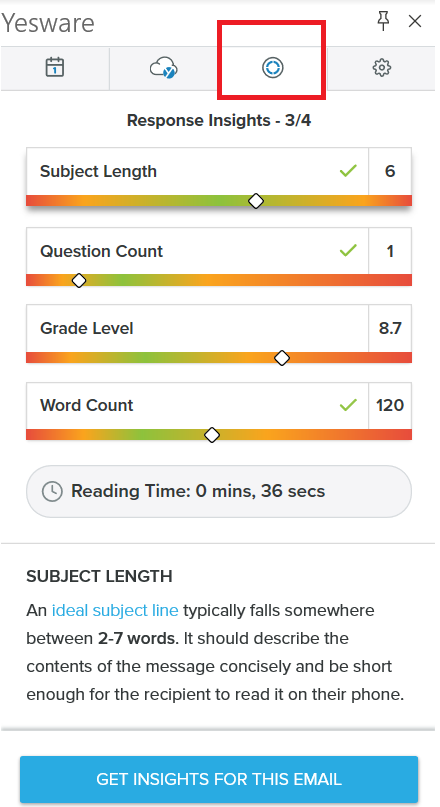 Yesware
1
Response Insights - 3/4
Subject Length 6
Question Count 1
Grade Level 8.7
Word Count 120
Reading Time: 0 mins, 36 secs
SUBJECT LENGTH
An ideal subject line typically falls somewhere
between 2-7 words. It should describe the
contents of the message concisely and be short
enough for the recipient to read it on their phone.
GET INSIGHTS FOR THIS EMAIL